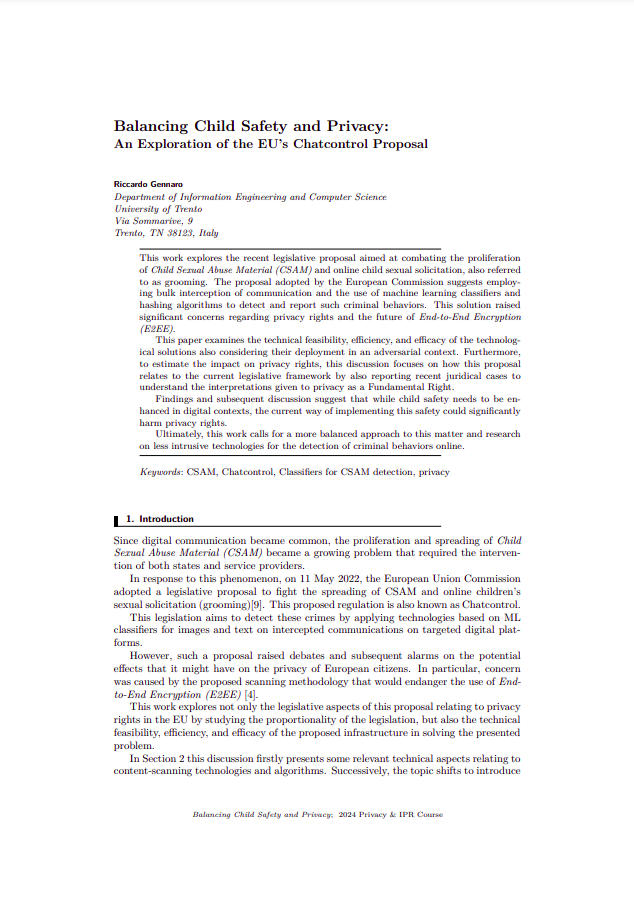 Balancing Child Safety and Privacy:
An Exploration of the EU's Chatcontrol Proposal
Riccardo Gennaro
Department of Information Engineering and Computer Science
University of Trento
Via Sommarive, 9
Trento, TN 38123, Italy
This work explores the recent legislative proposal aimed at combating the proliferation
of Child Sexual Abuse Material (CSAM) and online child sexual solicitation, also referred
to as grooming. The proposal adopted by the European Commission suggests employ-
ing bulk interception of communication and the use of machine learning classifiers and
hashing algorithms to detect and report such criminal behaviors. This solution raised
significant concerns regarding privacy rights and the future of End-to-End Encryption
(E2EE).
This paper examines the technical feasibility, efficiency, and efficacy of the technolog-
ical solutions also considering their deployment in an adversarial context. Furthermore,
to estimate the impact on privacy rights, this discussion focuses on how this proposal
relates to the current legislative framework by also reporting recent juridical cases to
understand the interpretations given to privacy as a Fundamental Right.
Findings and subsequent discussion suggest that while child safety needs to be en-
hanced in digital contexts, the current way of implementing this safety could significantly
harm privacy rights.
Ultimately, this work calls for a more balanced approach to this matter and research
on less intrusive technologies for the detection of criminal behaviors online.
Keywords: CSAM, Chatcontrol, Classifiers for CSAM detection, privacy
1. Introduction
Since digital communication became common, the proliferation and spreading of Child
Sexual Abuse Material (CSAM) became a growing problem that required the interven-
tion of both states and service providers.
In response to this phenomenon, on 11 May 2022, the European Union Commission
adopted a legislative proposal to fight the spreading of CSAM and online children's
sexual solicitation (grooming)[9]. This proposed regulation is also known as Chatcontrol.
This legislation aims to detect these crimes by applying technologies based on ML
classifiers for images and text on intercepted communications on targeted digital plat-
forms.
However, such a proposal raised debates and subsequent alarms on the potential
effects that it might have on the privacy of European citizens. In particular, concern
was caused by the proposed scanning methodology that would endanger the use of End-
to-End Encryption (E2EE) [4].
This work explores not only the legislative aspects of this proposal relating to privacy
rights in the EU by studying the proportionality of the legislation, but also the technical
feasibility, efficiency, and efficacy of the proposed infrastructure in solving the presented
problem.
In Section 2 this discussion firstly presents some relevant technical aspects relating to
content-scanning technologies and algorithms. Successively, the topic shifts to introduce
Balancing Child Safety and Privacy; 2024 Privacy & IPR Course